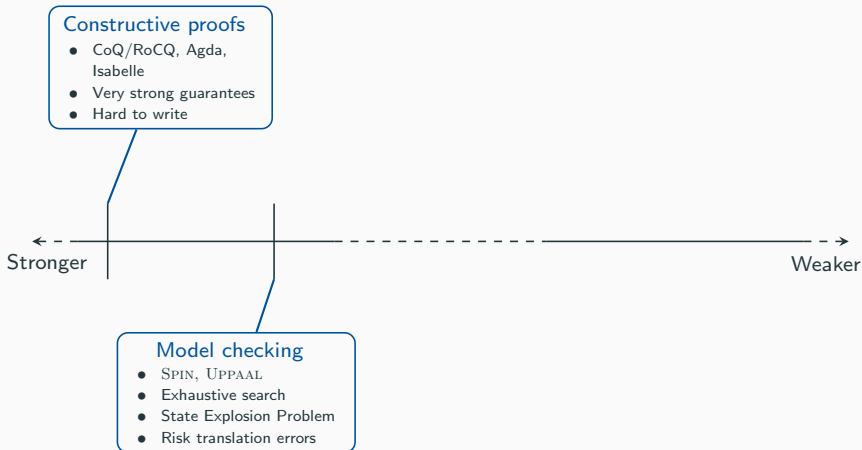 Constructive proofs
• CoQ/RoCQ, Agda,
Isabelle
• Very strong guarantees
• Hard to write
Stronger
Weaker
Model checking
• SPIN, UPPAAL
• Exhaustive search
• State Explosion Problem
• Risk translation errors